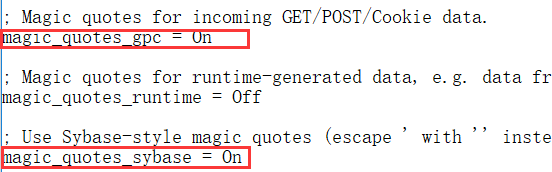 ; Magic quotes for incoming GET/POST/Cookie data.
magic_quotes_gpc = On
; Magic quotes for runtime-generated data, e.g. data fr
magic_quotes_runtime = Off
; Use Sybase-style magic quotes (escape ' with '' inste
magic_quotes_sybase = On